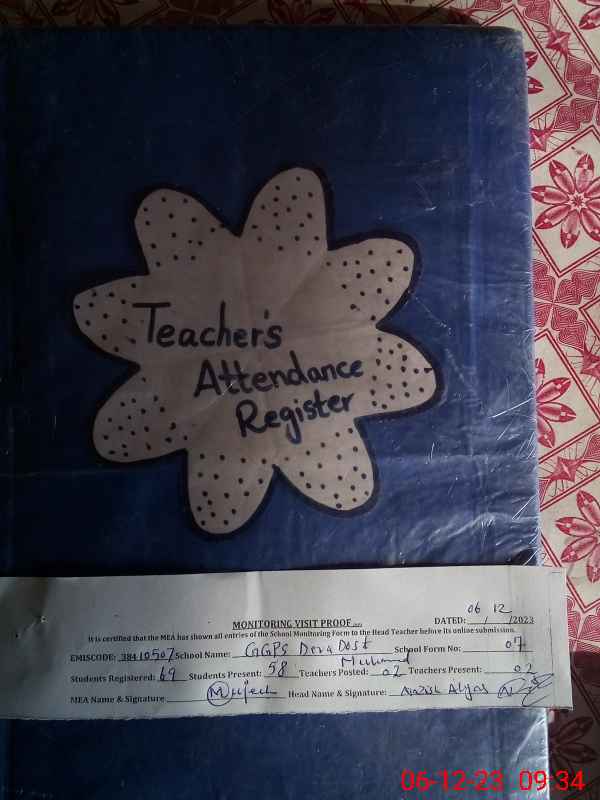 Teacher's
Attendance
Register
MONITORING VISIT PROOF
DATED: 06/12/2023
It is certified that the MEA has shown all entries of the School Monitoring Form to the Head Teacher before its online submission.
EMISCODE: 38410507 School Name: GGPS Dera Dost School Form No: 07
Students Registered: 69 Students Present: 58 Teachers Posted: 02 Teachers Present: 02
MEA Name & Signature Head Name & Signature:
06-12-23 09:34